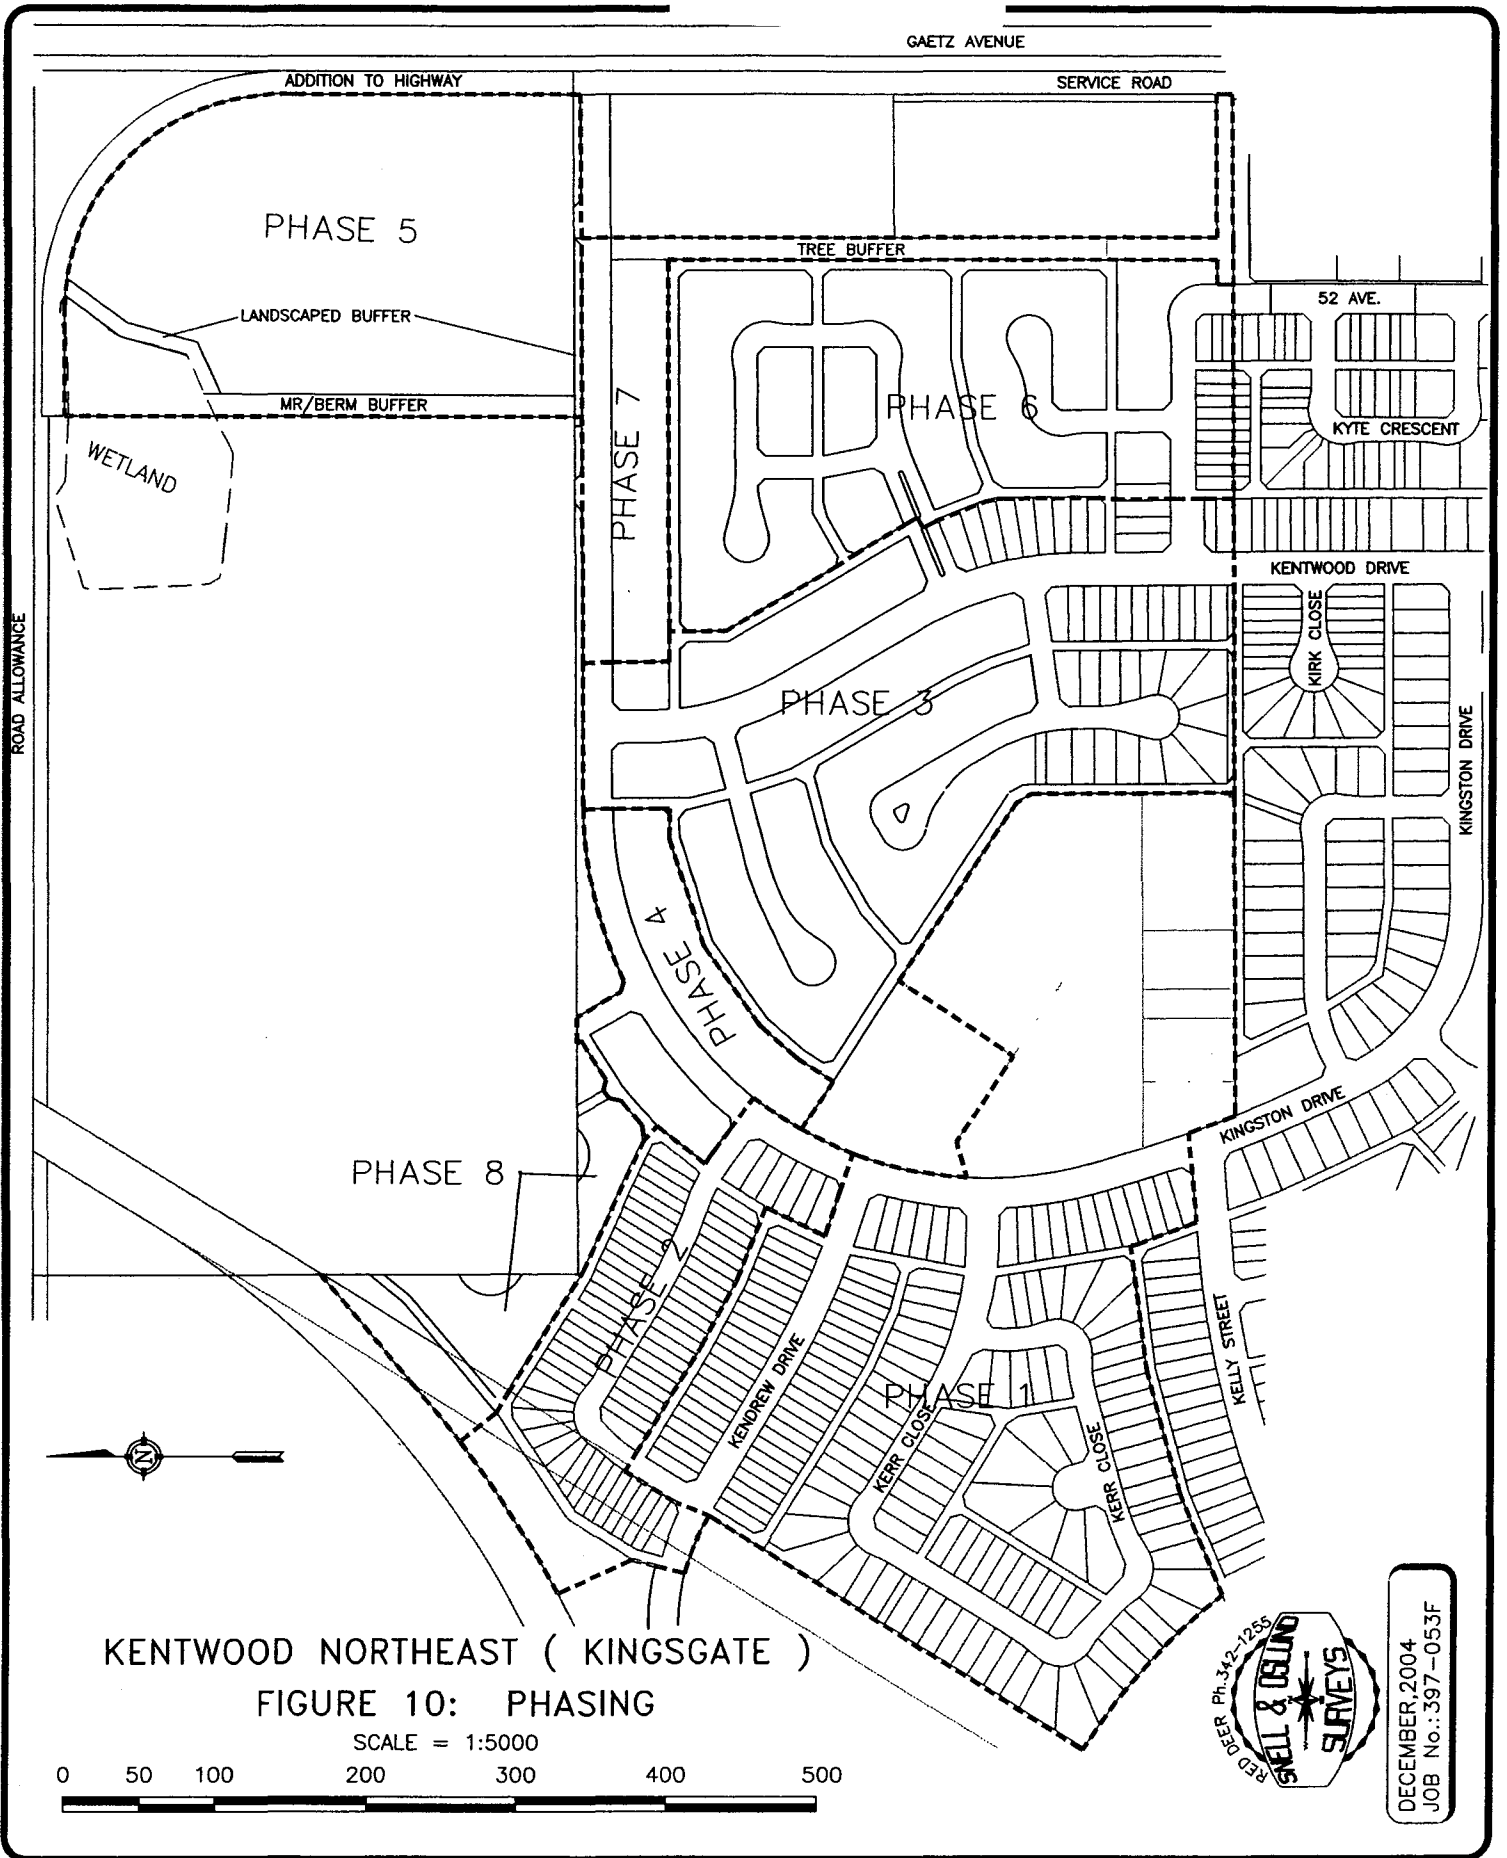 GAETZ AVENUE
ADDITION TO HIGHWAY
SERVICE ROAD
PHASE 5
TREE BUFFER
52 AVE.
LANDSCAPED BUFFER
PHASE 7
PHASE 6
MR/BERM BUFFER
KYTE CRESCENT
WETLAND
KENTWOOD DRIVE
KIRK CLOSE
ROAD ALLOWANCE
PHASE 3
KINGSTON DRIVE
PHASE 4
KINGSTON DRIVE
PHASE 8
PHASE 2
KENDREW DRIVE
KELLY STREET
PHASE 1
KERR CLOSE
KERR CLOSE
N
KENTWOOD NORTHEAST ( KINGSGATE )
FIGURE 10: PHASING
SCALE = 1:5000
0 50 100 200 300 400 500
RED DEER Ph.342-1255
SNELL & OSLUND
SURVEYS
DECEMBER,2004
JOB No.:397-053F